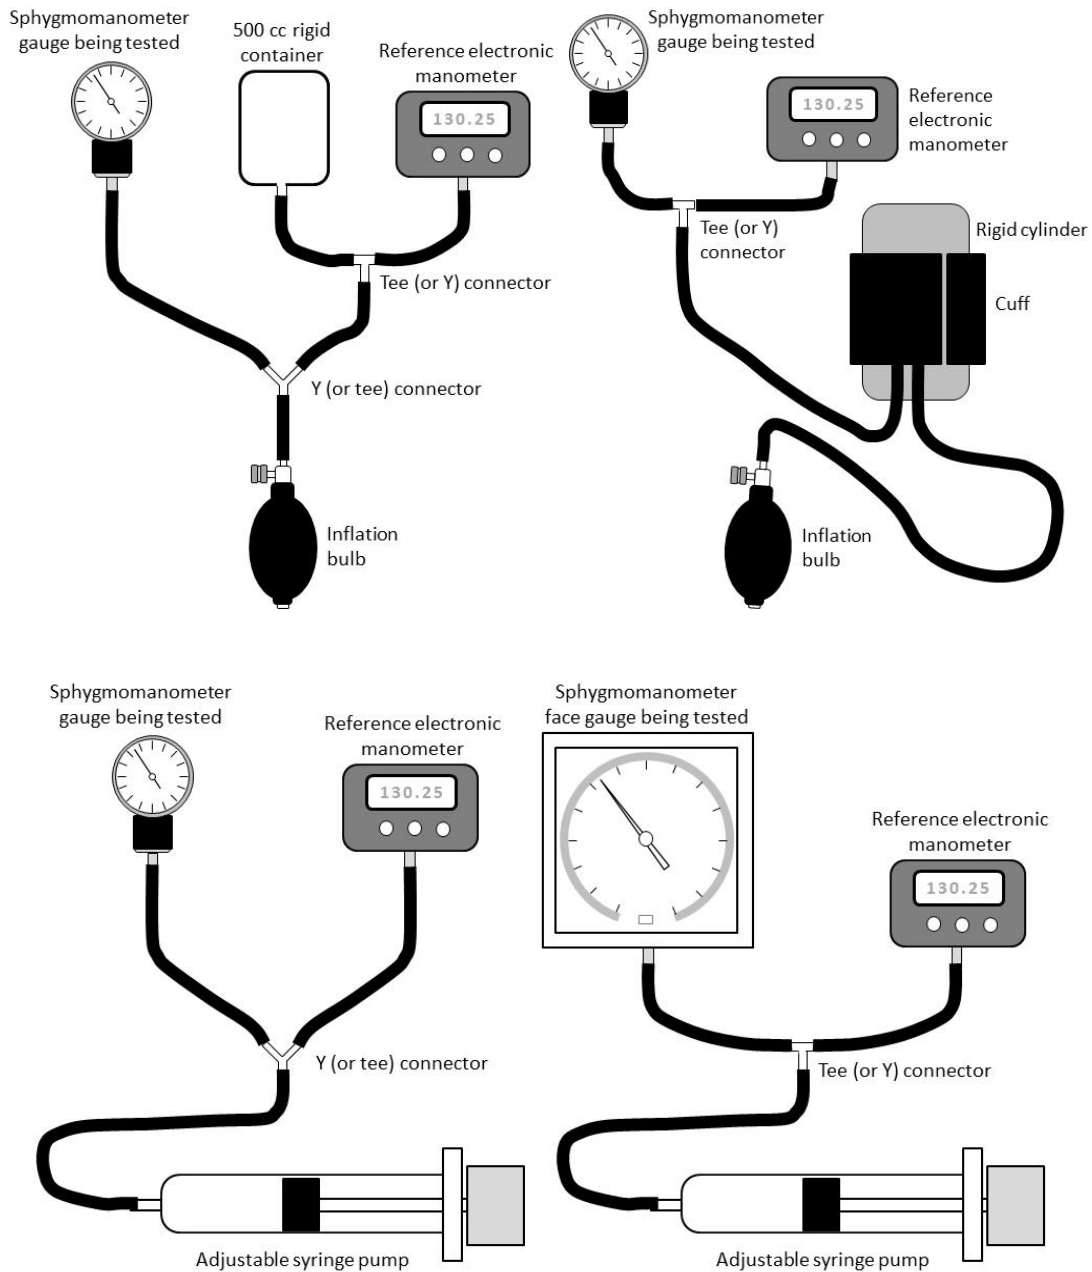 Sphygmomanometer
gauge being tested
500 cc rigid
container
Reference electronic
manometer
130.25
Tee (or Y) connector
Y (or tee) connector
Inflation
bulb
Sphygmomanometer
gauge being tested
130.25
Reference
electronic
manometer
Tee (or Y)
connector
Rigid cylinder
Cuff
Inflation
bulb
Sphygmomanometer
gauge being tested
Reference electronic
manometer
130.25
Y (or tee) connector
Adjustable syringe pump
Sphygmomanometer
face gauge being tested
Reference electronic
manometer
130.25
Tee (or Y) connector
Adjustable syringe pump